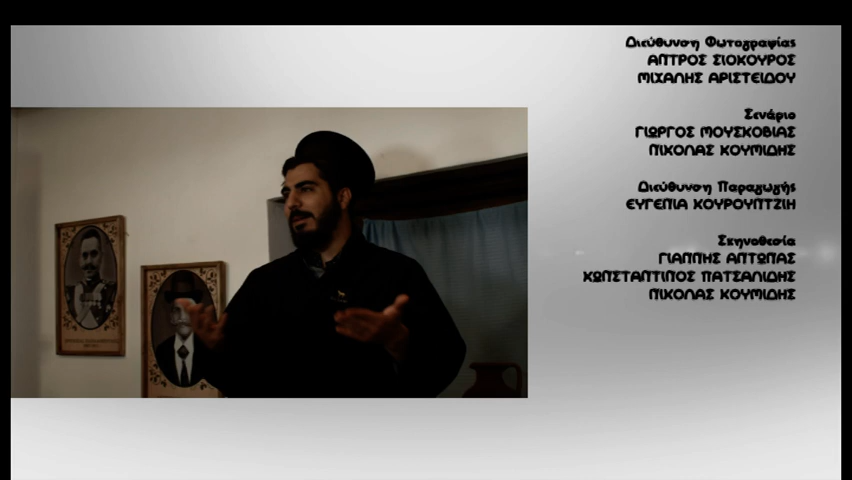 Διεύθυνση Φωτογραφίας
ΑΝΤΡΟΣ ΣΙΟΚΟΥΡΟΣ
ΜΙΧΑΛΗΣ ΑΡΙΣΤΕΙΔΟΥ
Σενάριο
ΓΙΩΡΓΟΣ ΜΟΥΣΚΟΒΙΑΣ
ΝΙΚΟΛΑΣ ΚΟΥΜΙΔΗΣ
Διεύθυνση Παραγωγής
ΕΥΓΕΝΙΑ ΧΟΥΡΟΥΝΤΖΙΗ
Σκηνοθεσία
ΓΙΑΝΝΗΣ ΑΝΤΩΝΑΣ
ΚΩΝΣΤΑΝΤΙΝΟΣ ΠΑΤΣΑΛΙΔΗΣ
ΝΙΚΟΛΑΣ ΚΟΥΜΙΔΗΣ